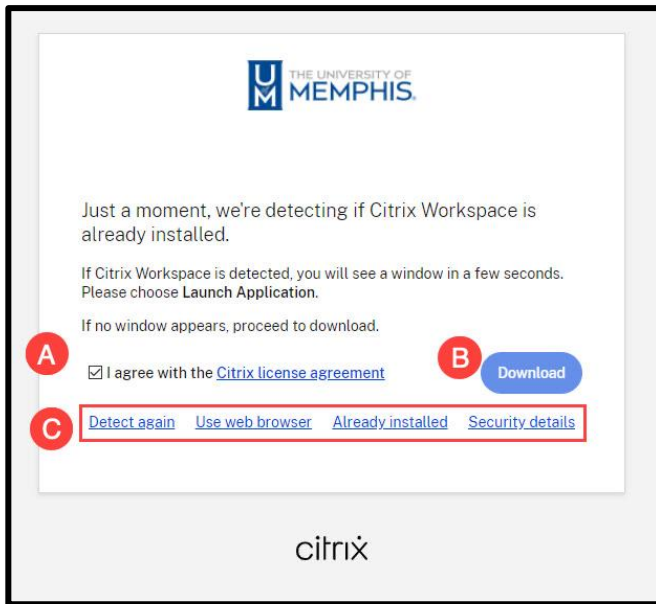 UM THE UNIVERSITY OF
MEMPHIS.
Just a moment, we're detecting if Citrix Workspace is
already installed.
If Citrix Workspace is detected, you will see a window in a few seconds.
Please choose Launch Application.
If no window appears, proceed to download.
A I agree with the Citrix license agreement B Download
C Detect again Use web browser Already installed Security details
citrix